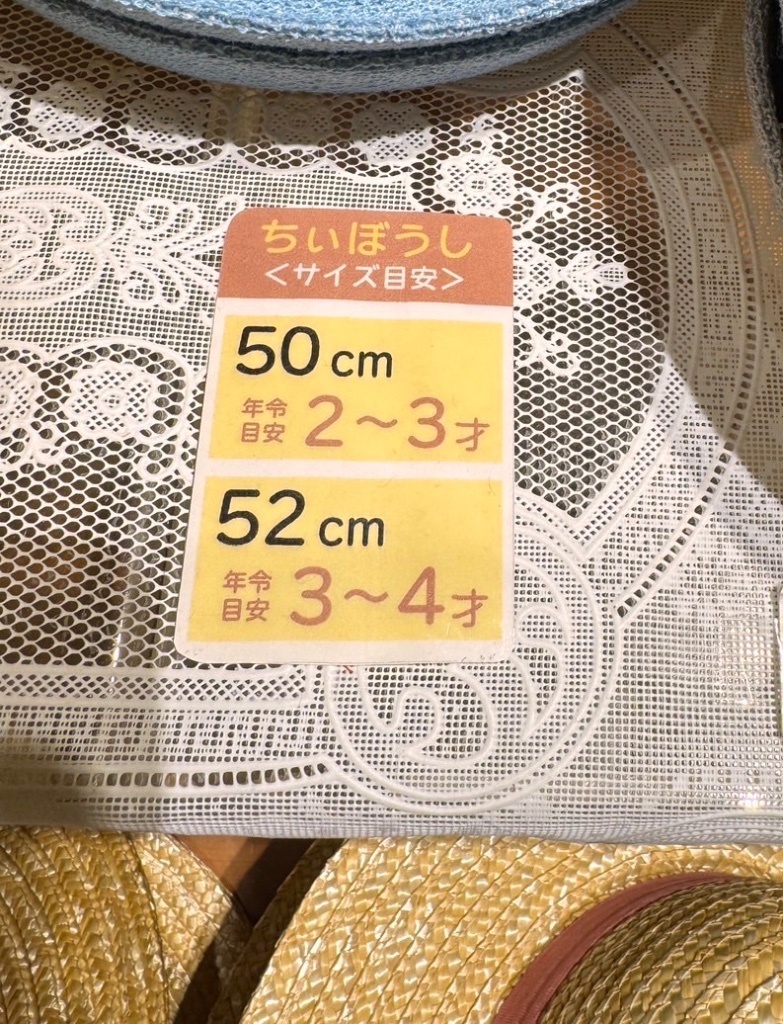 ちぃぼうし
＜サイズ目安＞
50cm
年令
目安 2〜3才
52cm
年令
目安 3〜4才